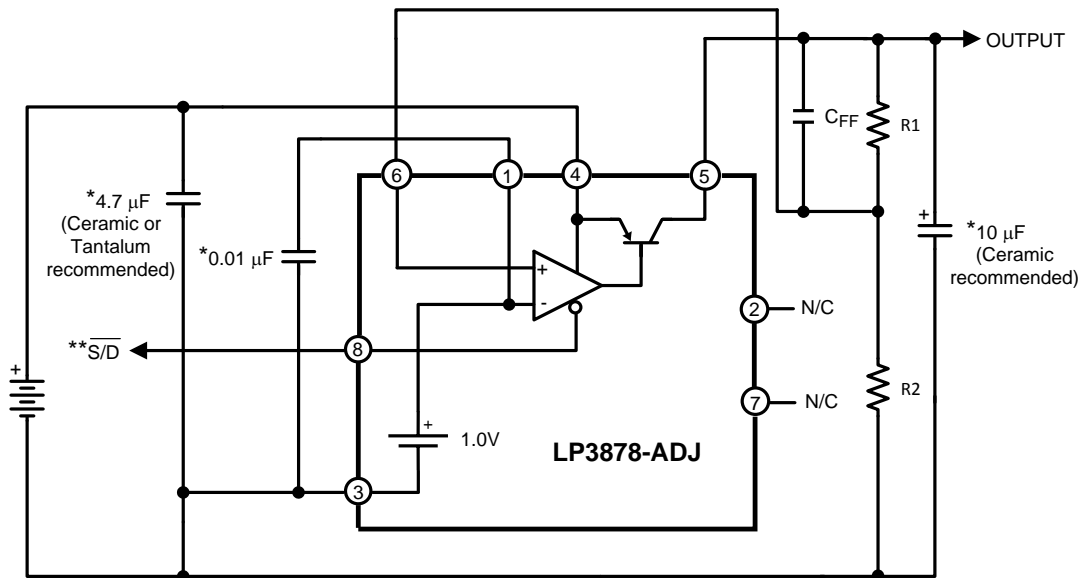 OUTPUT
6
1
4
5
C_FF
R1
*4.7 μF
(Ceramic or
Tantalum
recommended)
*0.01 μF
+
*10 μF
(Ceramic
recommended)
+
-
2
N/C
**S/D
8
+
R2
7
N/C
+
1.0V
LP3878-ADJ
3